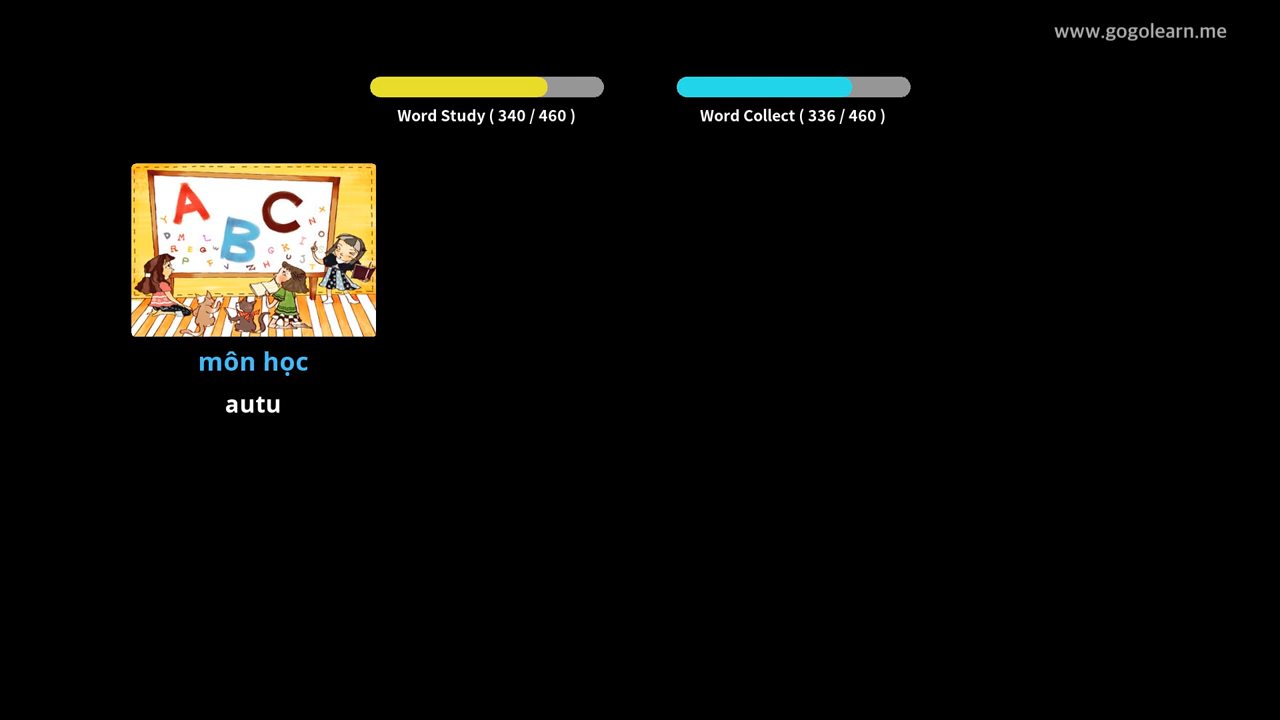 www.gogolearn.me
Word Study ( 340 / 460 )
Word Collect ( 336 / 460 )
A
B
C
môn học
autu